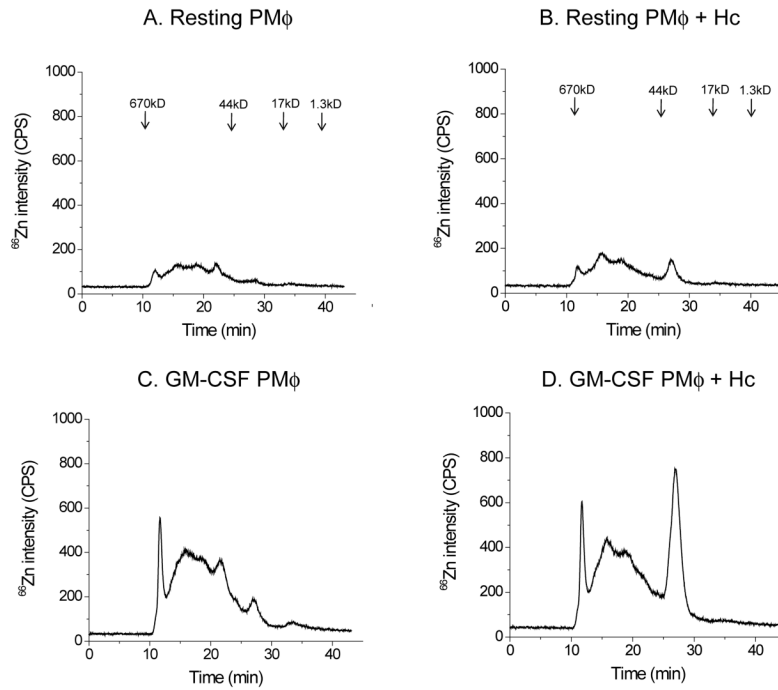 A. Resting PMϕ
B. Resting PMϕ + Hc
1000
800
600
400
200
0
⁶⁶Zn intensity (CPS)
670kD
44kD
17kD
1.3kD
0
10
20
30
40
Time (min)
1000
800
600
400
200
0
⁶⁶Zn intensity (CPS)
670kD
44kD
17kD
1.3kD
0
10
20
30
40
Time (min)
C. GM-CSF PMϕ
D. GM-CSF PMϕ + Hc
1000
800
600
400
200
0
⁶⁶Zn intensity (CPS)
0
10
20
30
40
Time (min)
1000
800
600
400
200
0
⁶⁶Zn intensity (CPS)
0
10
20
30
40
Time (min)